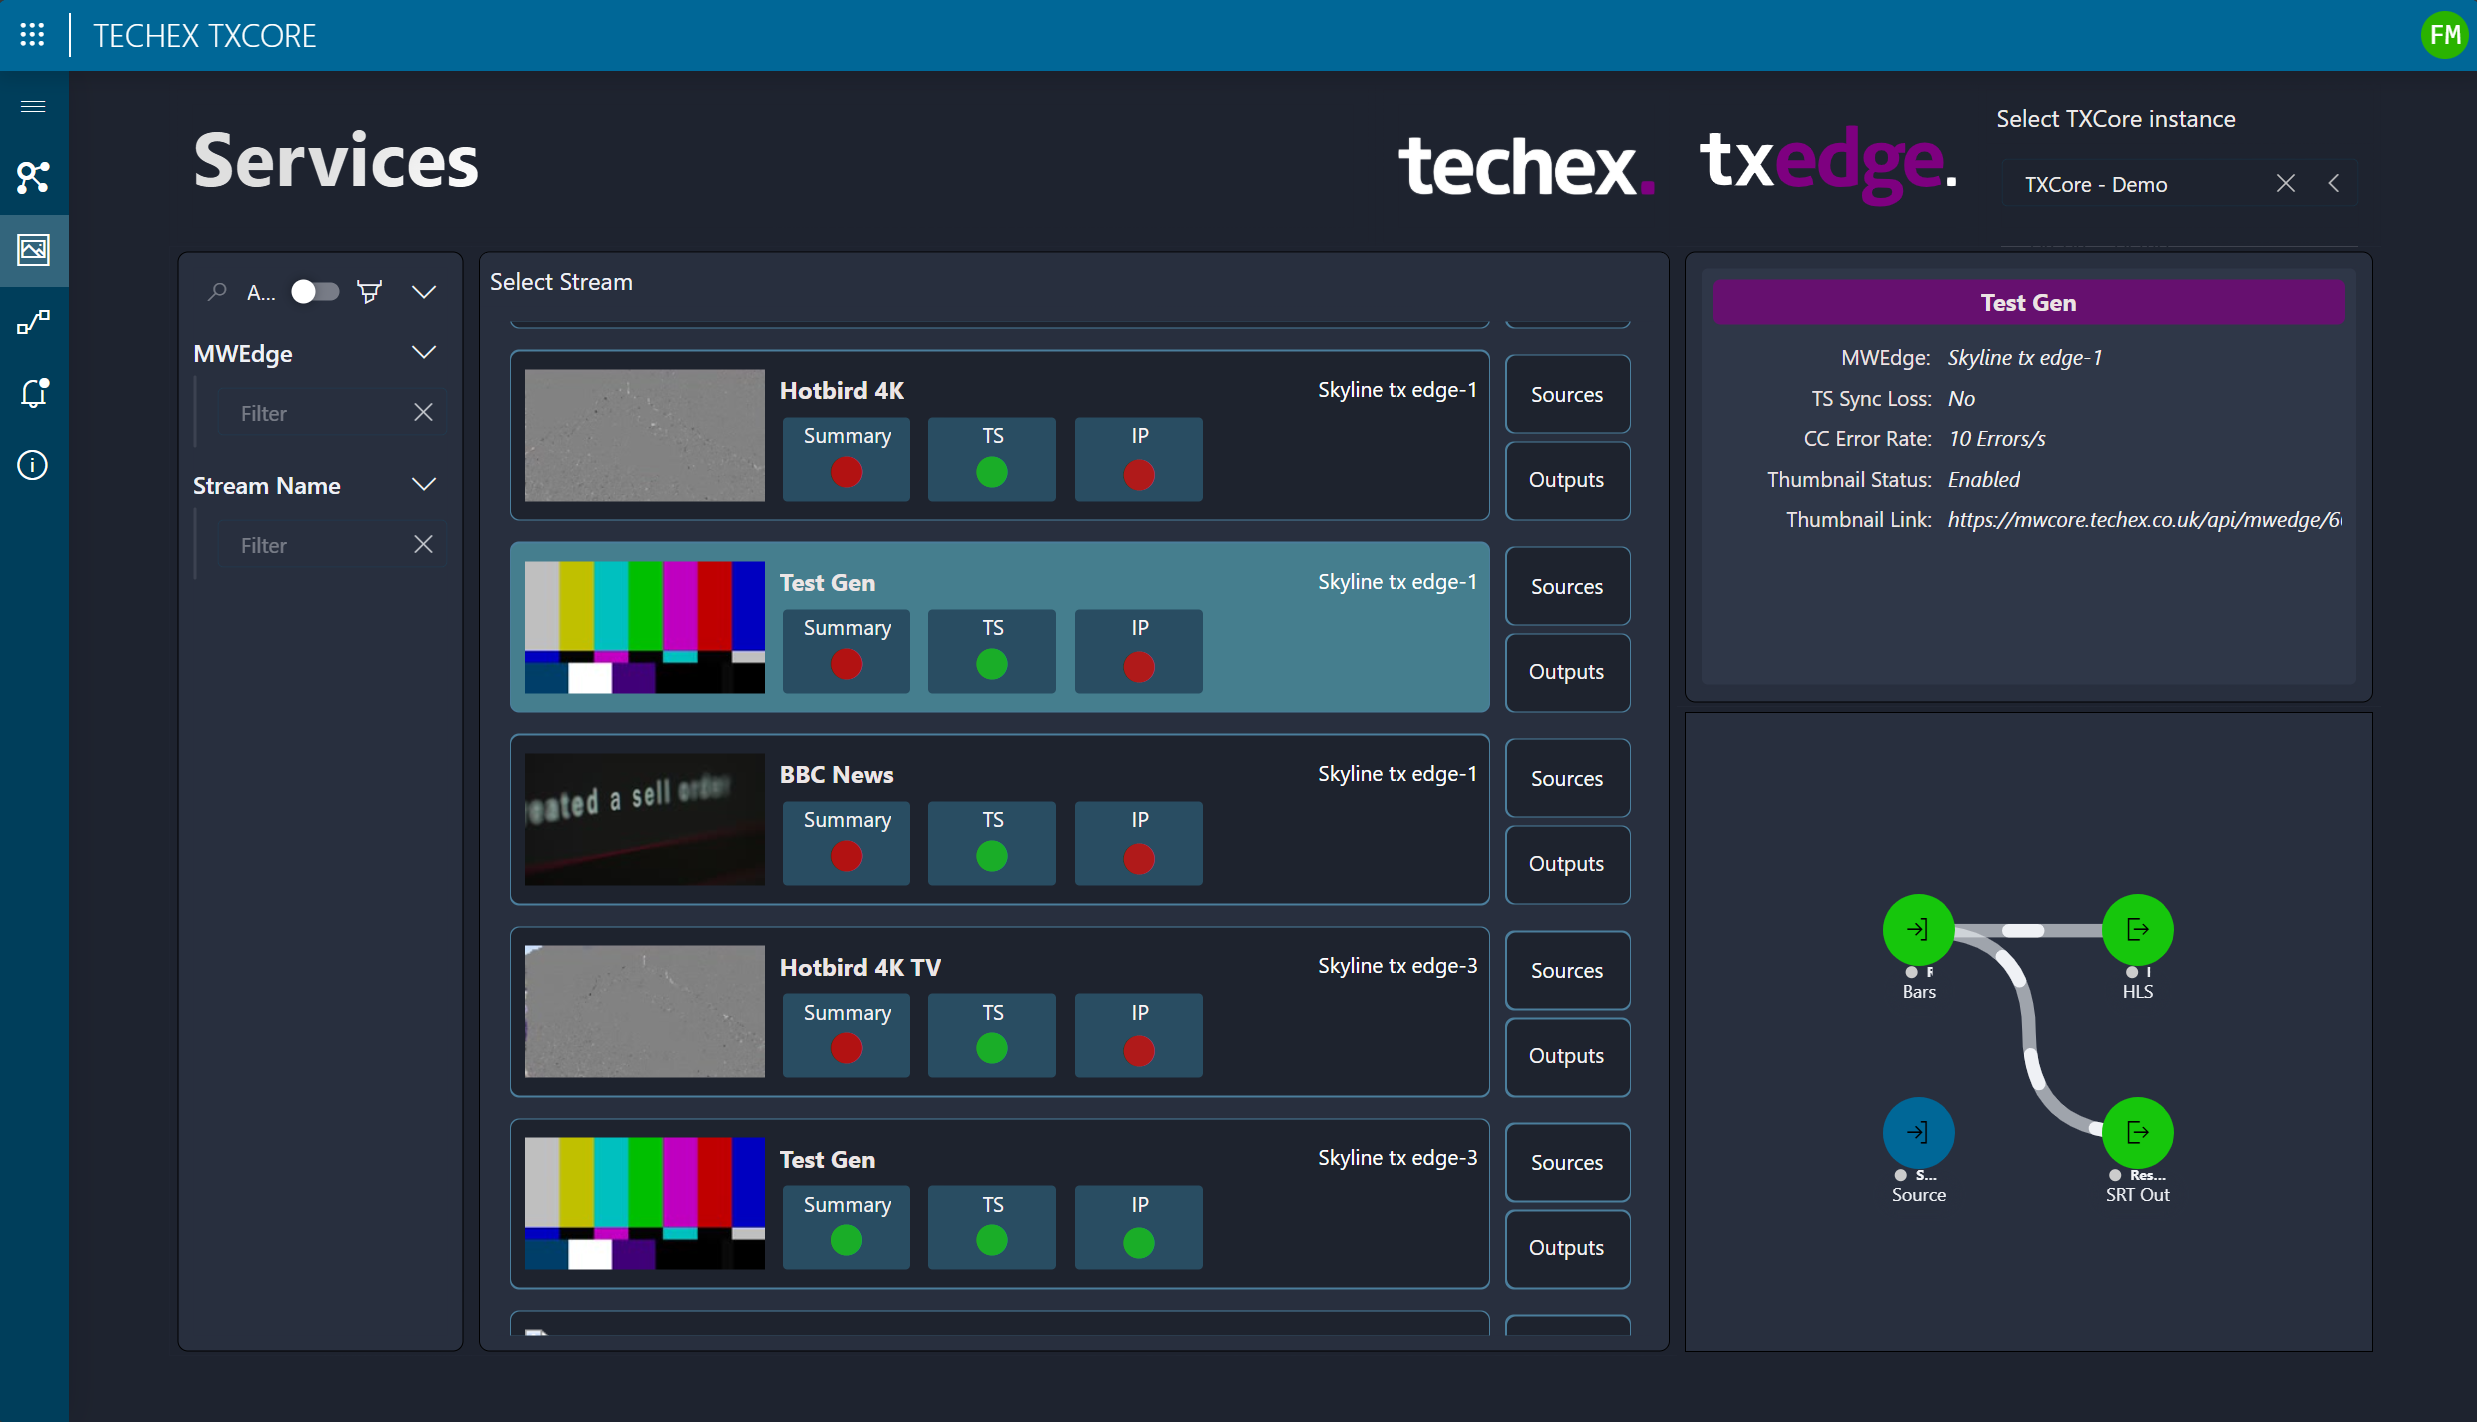 TECHEX TXCORE
FM
Services
techex.
txedge.
Select TXCore instance
TXCore - Demo
A...
MWEdge
Filter
Stream Name
Filter
Select Stream
Hotbird 4K
Skyline tx edge-1
Summary
TS
IP
Sources
Outputs
Test Gen
Skyline tx edge-1
Summary
TS
IP
Sources
Outputs
BBC News
Skyline tx edge-1
eated a sell order
Summary
TS
IP
Sources
Outputs
Hotbird 4K TV
Skyline tx edge-3
Summary
TS
IP
Sources
Outputs
Test Gen
Skyline tx edge-3
Summary
TS
IP
Sources
Outputs
Test Gen
MWEdge: Skyline tx edge-1
TS Sync Loss: No
CC Error Rate: 10 Errors/s
Thumbnail Status: Enabled
Thumbnail Link: https://mwcore.techex.co.uk/api/mwedge/6
Bars
HLS
S...
Source
Res...
SRT Out